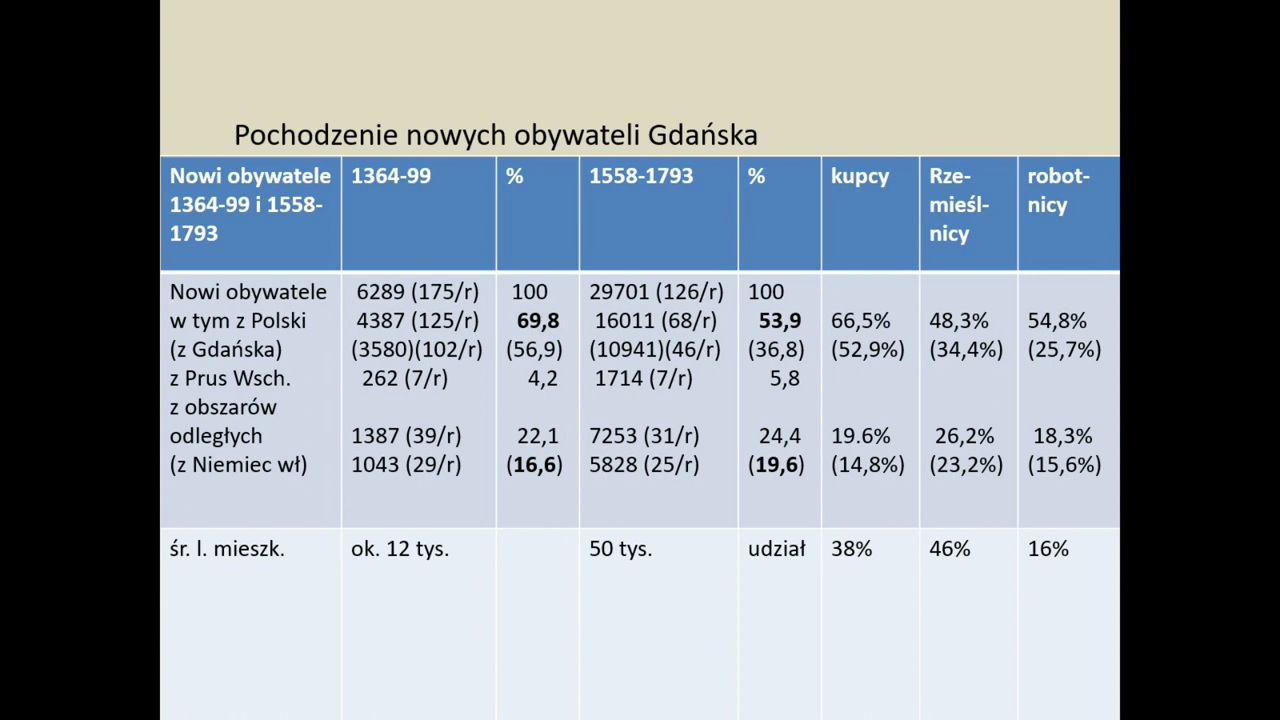 Pochodzenie nowych obywateli Gdańska
Nowi obywatele 1364-99 i 1558-1793 | 1364-99 | % | 1558-1793 | % | kupcy | Rze-mieśl-nicy | robot-nicy
Nowi obywatele 6289 (175/r) 100 29701 (126/r) 100
w tym z Polski 4387 (125/r) 69,8 16011 (68/r) 53,9 66,5% 48,3% 54,8%
(z Gdańska) (3580)(102/r) (56,9) (10941)(46/r) (36,8) (52,9%) (34,4%) (25,7%)
z Prus Wsch. 262 (7/r) 4,2 1714 (7/r) 5,8
z obszarów
odległych 1387 (39/r) 22,1 7253 (31/r) 24,4 19.6% 26,2% 18,3%
(z Niemiec wł) 1043 (29/r) (16,6) 5828 (25/r) (19,6) (14,8%) (23,2%) (15,6%)
śr. l. mieszk. ok. 12 tys. 50 tys. udział 38% 46% 16%